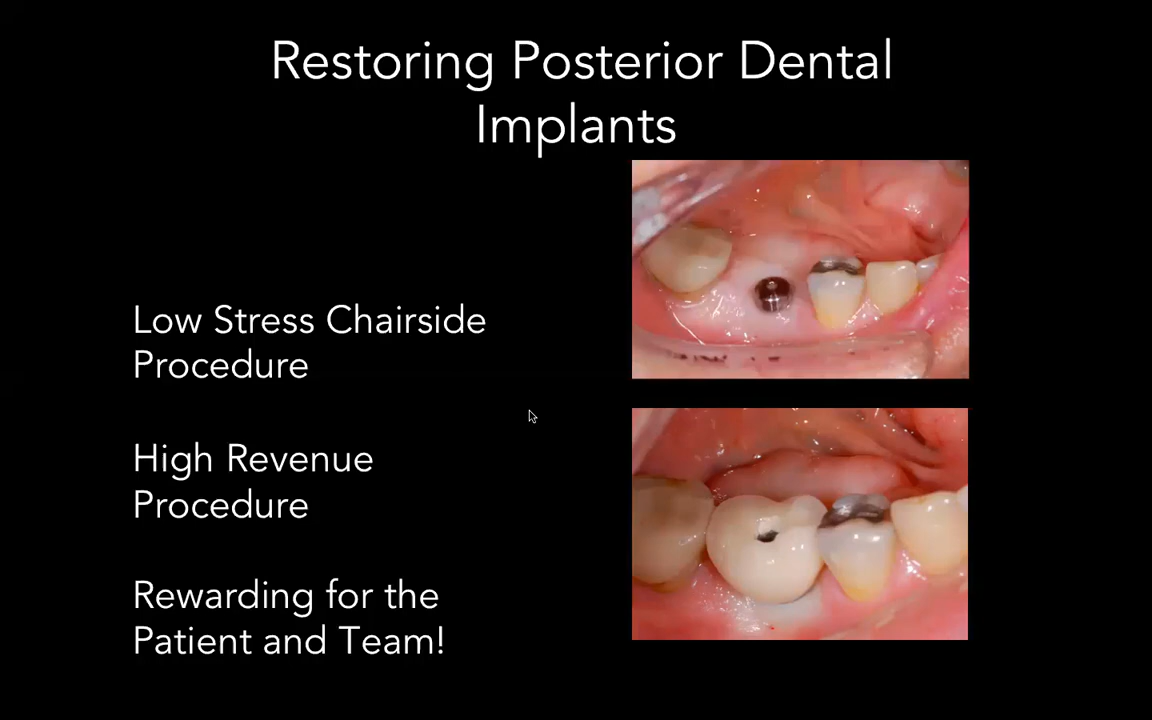 Restoring Posterior Dental
Implants
Low Stress Chairside
Procedure
High Revenue
Procedure
Rewarding for the
Patient and Team!